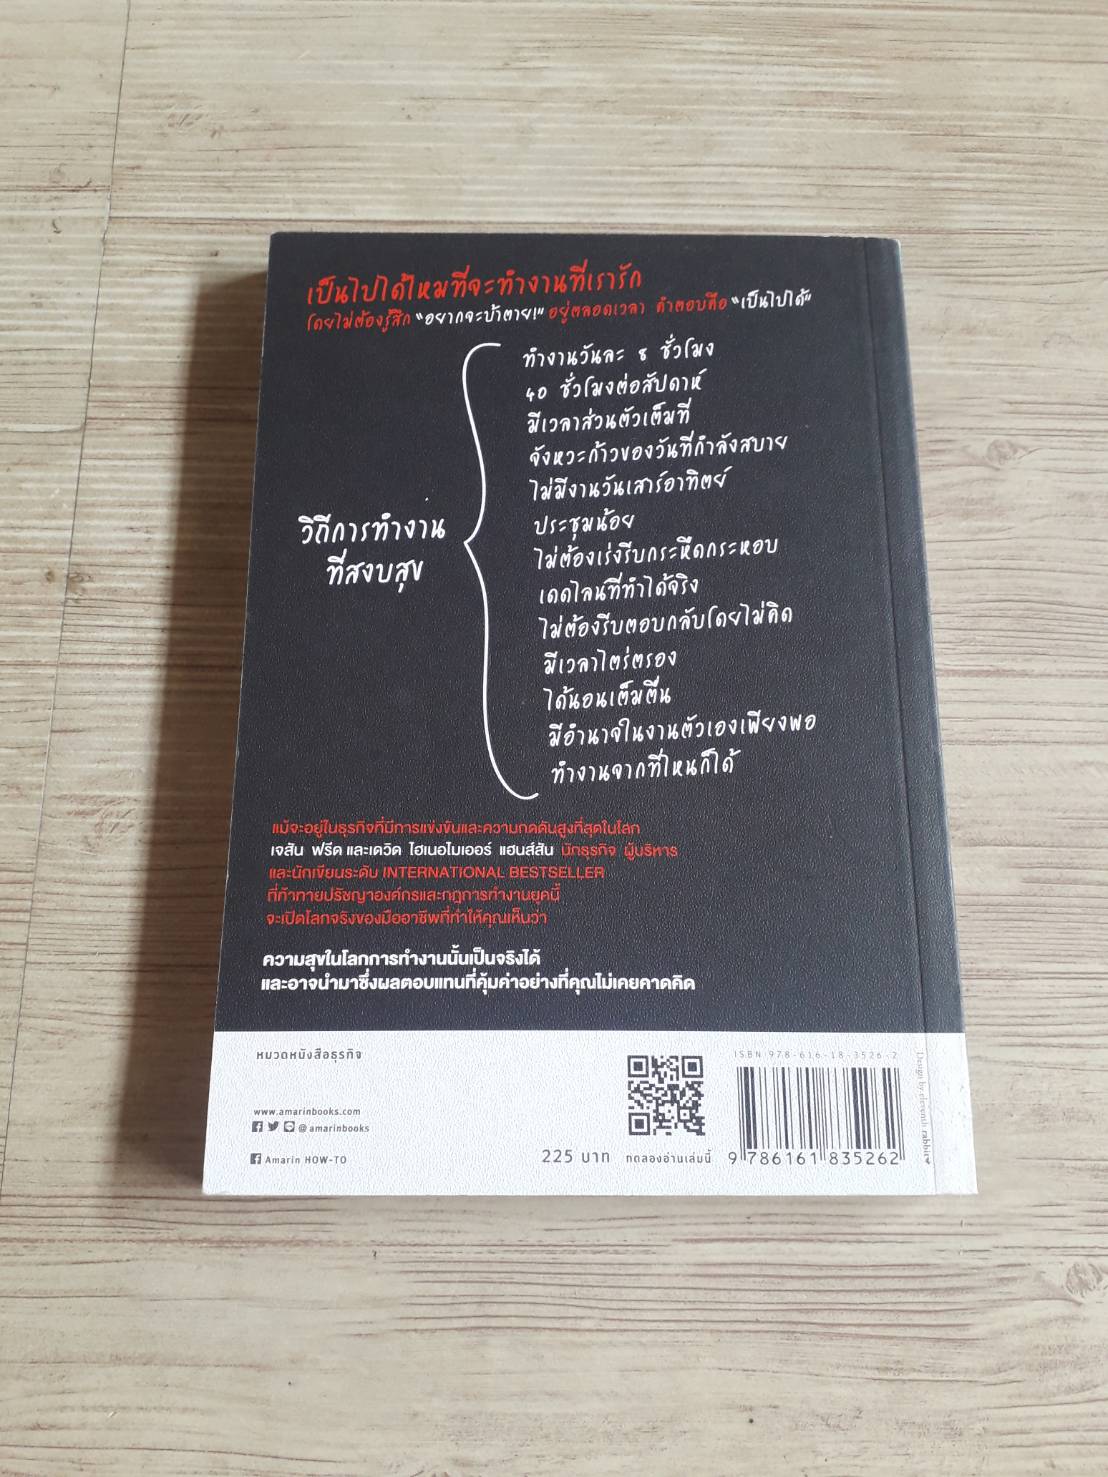 เป็นไปได้ไหมที่จะทำงานที่เรารัก
โดยไม่ต้องรู้สึก "อยากจะบ้าตาย!" อยู่ตลอดเวลา คำตอบคือ "เป็นไปได้"
วิถีการทำงาน
ที่สงบสุข
ทำงานวันละ 8 ชั่วโมง
40 ชั่วโมงต่อสัปดาห์
มีเวลาส่วนตัวเต็มที่
จังหวะก้าวของวันที่กำลังสบาย
ไม่มีงานวันเสาร์อาทิตย์
ประชุมน้อย
ไม่ต้องเร่งรีบกระหืดกระหอบ
เดดไลน์ที่ทำได้จริง
ไม่ต้องรีบตอบกลับโดยไม่คิด
มีเวลาไตร่ตรอง
ได้นอนเต็มตื่น
มีอำนาจในงานตัวเองเพียงพอ
ทำงานจากที่ไหนก็ได้
แม้จะอยู่ในธุรกิจที่มีการแข่งขันและความกดดันสูงที่สุดในโลก
เจสัน ฟรีด และเดวิด ไฮเนอไมเออร์ แฮนส์สัน นักธุรกิจ ผู้บริหาร
และนักเขียนระดับ INTERNATIONAL BESTSELLER
ที่ท้าทายปรัชญาองค์กรและกฎการทำงานยุคนี้
จะเปิดโลกจริงของมืออาชีพที่ทำให้คุณเห็นว่า
ความสุขในโลกการทำงานนั้นเป็นจริงได้
และอาจนำมาซึ่งผลตอบแทนที่คุ้มค่าอย่างที่คุณไม่เคยคาดคิด
หมวดหนังสือธุรกิจ
www.amarinbooks.com
@amarinbooks
Amarin HOW-TO
225 บาท
ทดลองอ่านเล่มนี้
ISBN 978-616-18-3526-2
9 786161 835262
Design by eleventh rabbit